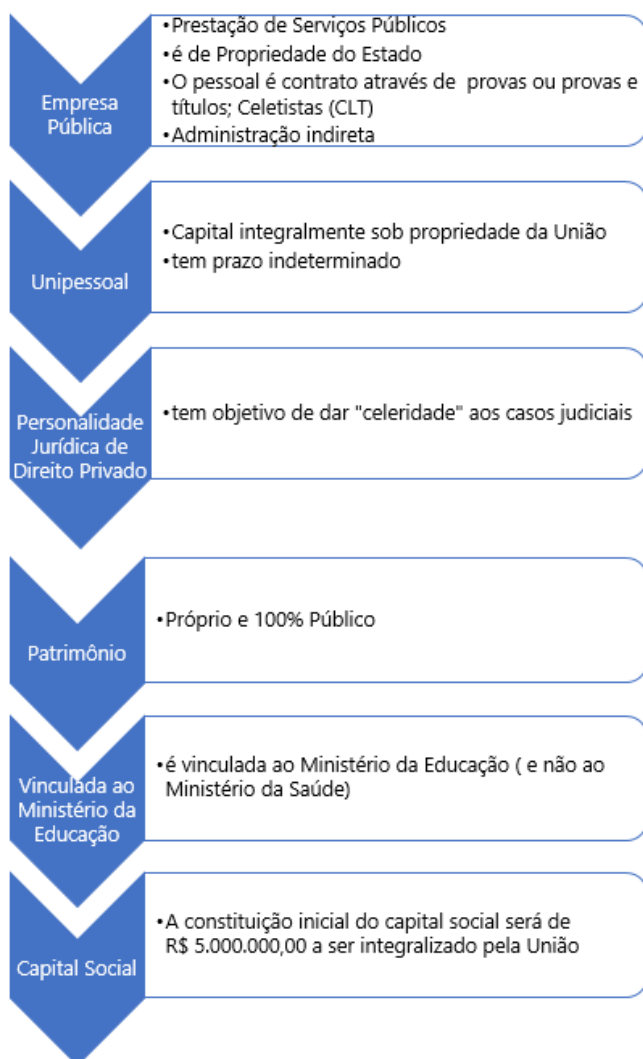 Empresa
Pública
•Prestação de Serviços Públicos
•é de Propriedade do Estado
•O pessoal é contrato através de provas ou provas e
títulos; Celetistas (CLT)
•Administração indireta
Unipessoal
•Capital integralmente sob propriedade da União
•tem prazo indeterminado
Personalidade
Jurídica de
Direito Privado
•tem objetivo de dar "celeridade" aos casos judiciais
Patrimônio
•Próprio e 100% Público
Vinculada ao
Ministério da
Educação
•é vinculada ao Ministério da Educação ( e não ao
Ministério da Saúde)
Capital Social
•A constituição inicial do capital social será de
R$ 5.000.000,00 a ser integralizado pela União